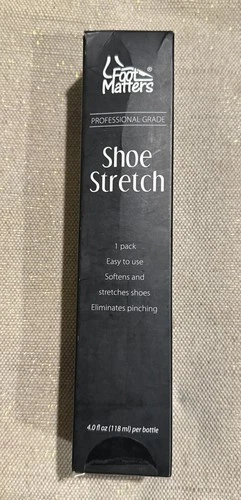 Foot®
Matters
PROFESSIONAL GRADE
Shoe
Stretch
1 pack
Easy to use
Softens and
stretches shoes
Eliminates pinching
4.0 fl oz (118 ml) per bottle